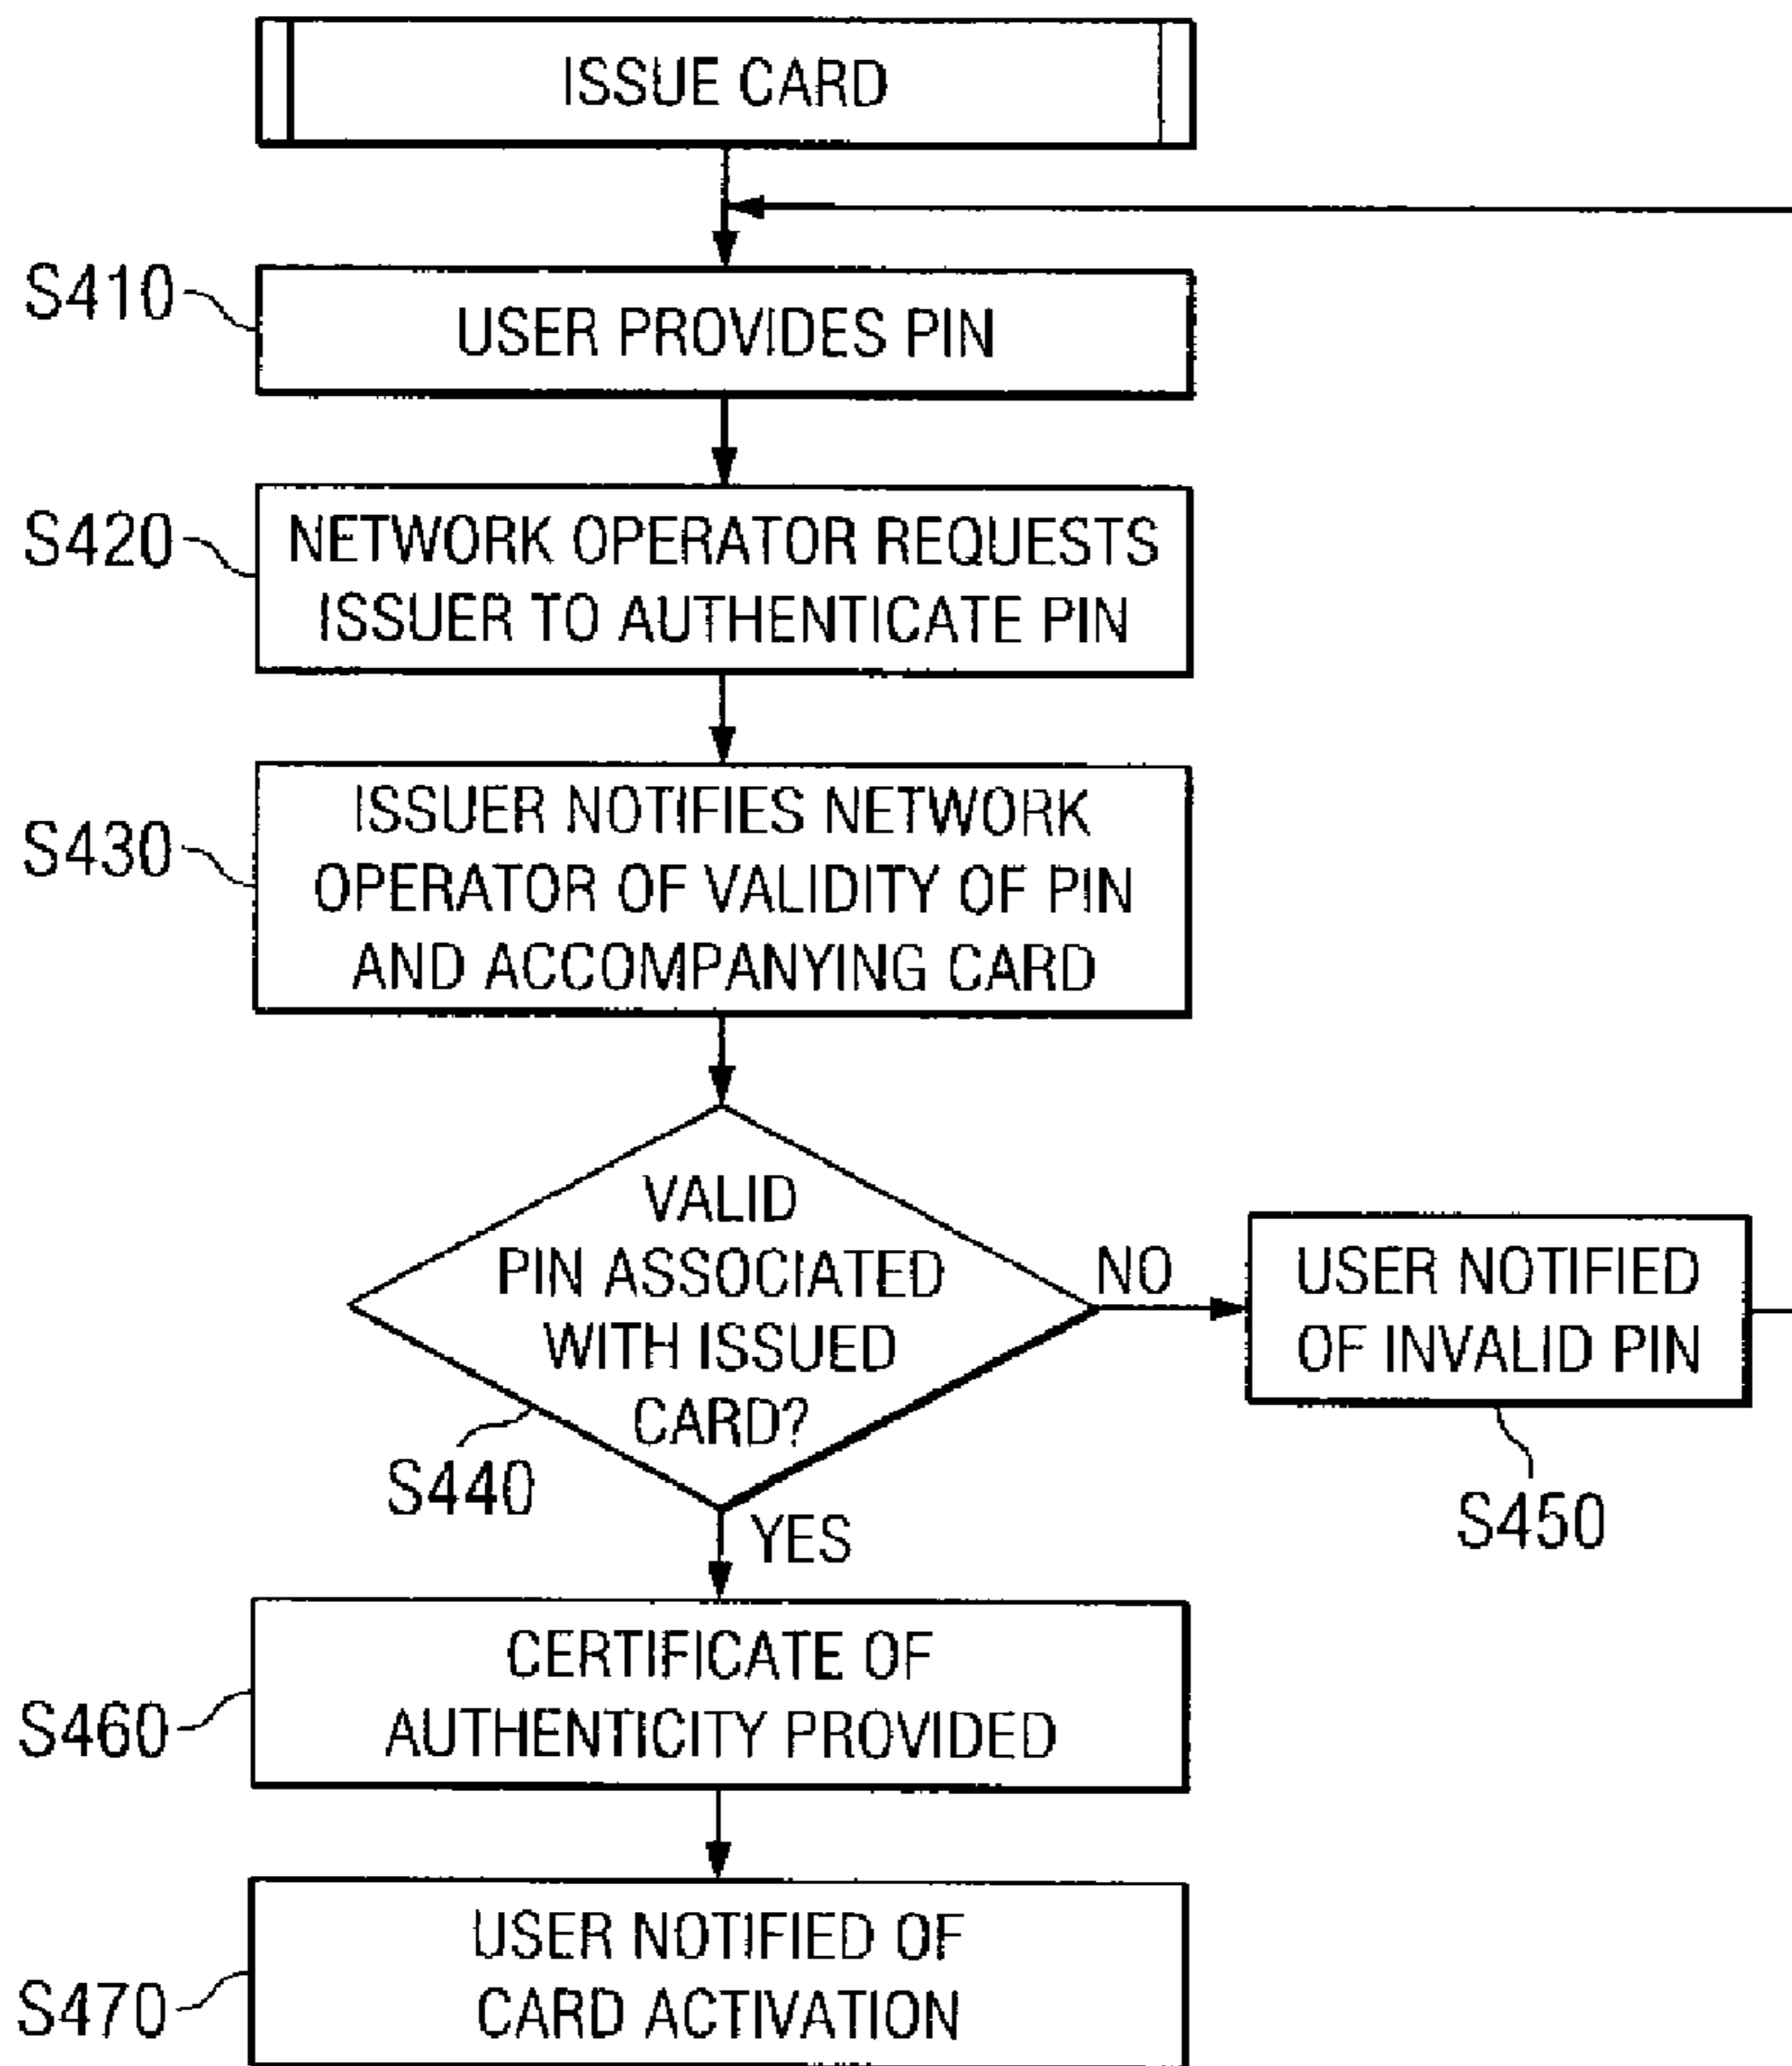 ISSUE CARD
S410
USER PROVIDES PIN
S420
NETWORK OPERATOR REQUESTS
ISSUER TO AUTHENTICATE PIN
S430
ISSUER NOTIFIES NETWORK
OPERATOR OF VALIDITY OF PIN
AND ACCOMPANYING CARD
VALID
PIN ASSOCIATED
WITH ISSUED
CARD?
S440
NO
USER NOTIFIED
OF INVALID PIN
S450
YES
S460
CERTIFICATE OF
AUTHENTICITY PROVIDED
S470
USER NOTIFIED OF
CARD ACTIVATION